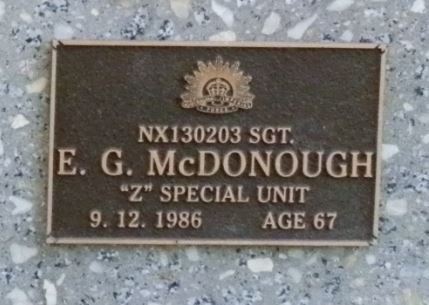 NX130203 SGT.
E. G. McDONOUGH
"Z" SPECIAL UNIT
9. 12. 1986 AGE 67